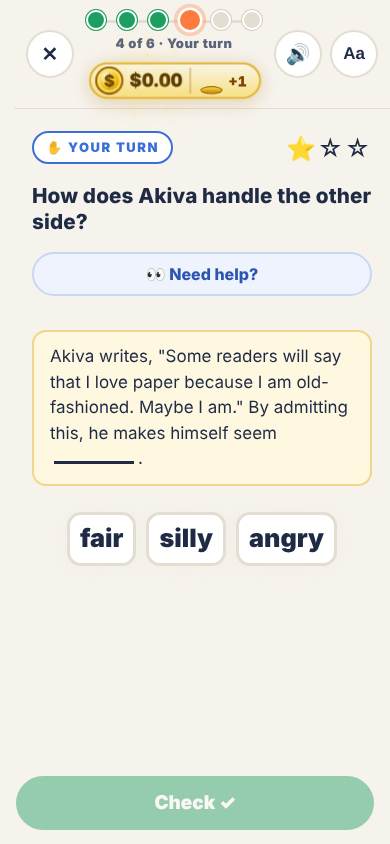 4 of 6 · Your turn
✕
$ $0.00 +1
Aa
YOUR TURN
How does Akiva handle the other
side?
Need help?
Akiva writes, "Some readers will say
that I love paper because I am old-
fashioned. Maybe I am." By admitting
this, he makes himself seem
________.
fair silly angry
Check ✓